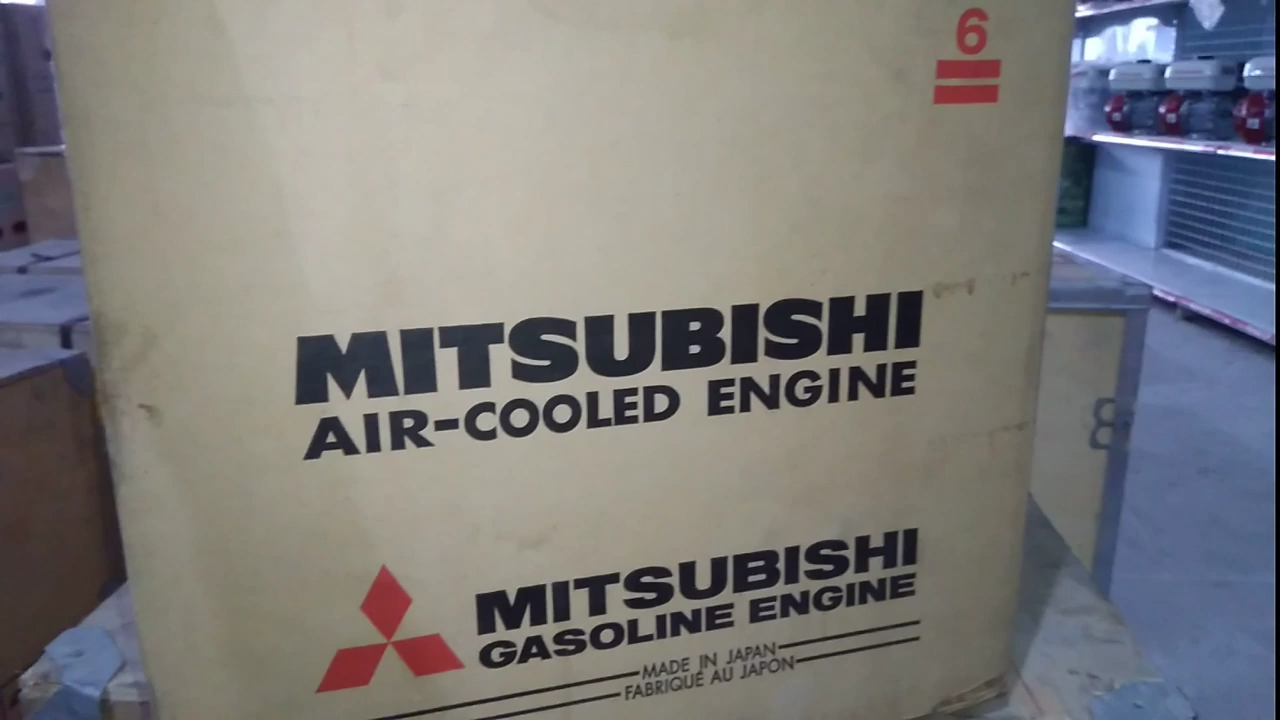 6
MITSUBISHI
AIR-COOLED ENGINE
MITSUBISHI
GASOLINE ENGINE
MADE IN JAPAN
FABRIQUÉ AU JAPON